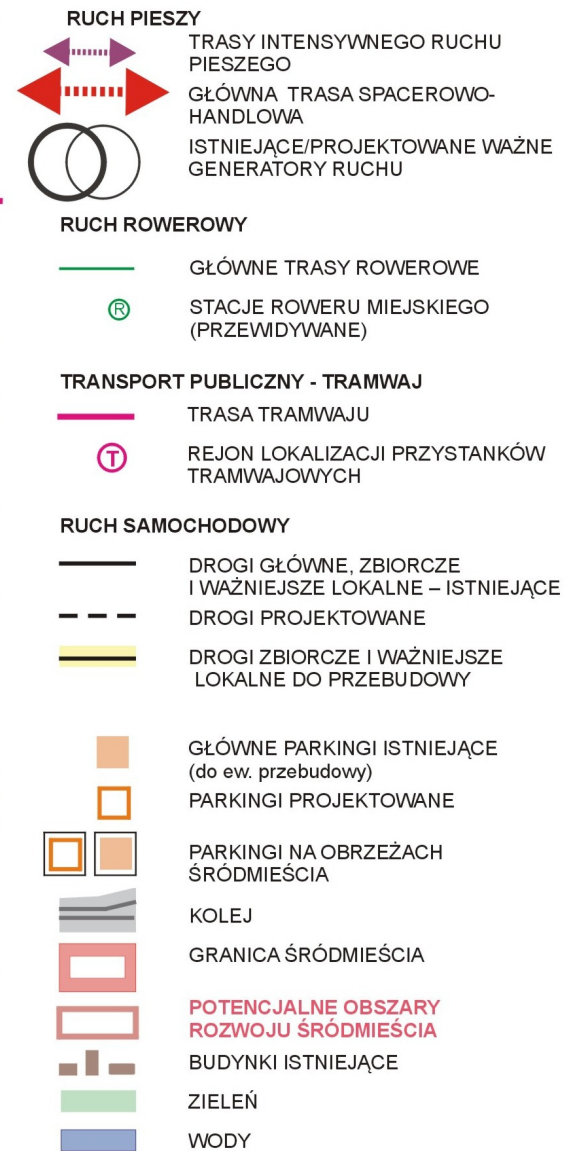 RUCH PIESZY
TRASY INTENSYWNEGO RUCHU
PIESZEGO
GŁÓWNA TRASA SPACEROWO-
HANDLOWA
ISTNIEJĄCE/PROJEKTOWANE WAŻNE
GENERATORY RUCHU
RUCH ROWEROWY
GŁÓWNE TRASY ROWEROWE
R
STACJE ROWERU MIEJSKIEGO
(PRZEWIDYWANE)
TRANSPORT PUBLICZNY - TRAMWAJ
TRASA TRAMWAJU
T
REJON LOKALIZACJI PRZYSTANKÓW
TRAMWAJOWYCH
RUCH SAMOCHODOWY
DROGI GŁÓWNE, ZBIORCZE
I WAŻNIEJSZE LOKALNE – ISTNIEJĄCE
DROGI PROJEKTOWANE
DROGI ZBIORCZE I WAŻNIEJSZE
LOKALNE DO PRZEBUDOWY
GŁÓWNE PARKINGI ISTNIEJĄCE
(do ew. przebudowy)
PARKINGI PROJEKTOWANE
PARKINGI NA OBRZEŻACH
ŚRÓDMIEŚCIA
KOLEJ
GRANICA ŚRÓDMIEŚCIA
POTENCJALNE OBSZARY
ROZWOJU ŚRÓDMIEŚCIA
BUDYNKI ISTNIEJĄCE
ZIELEŃ
WODY